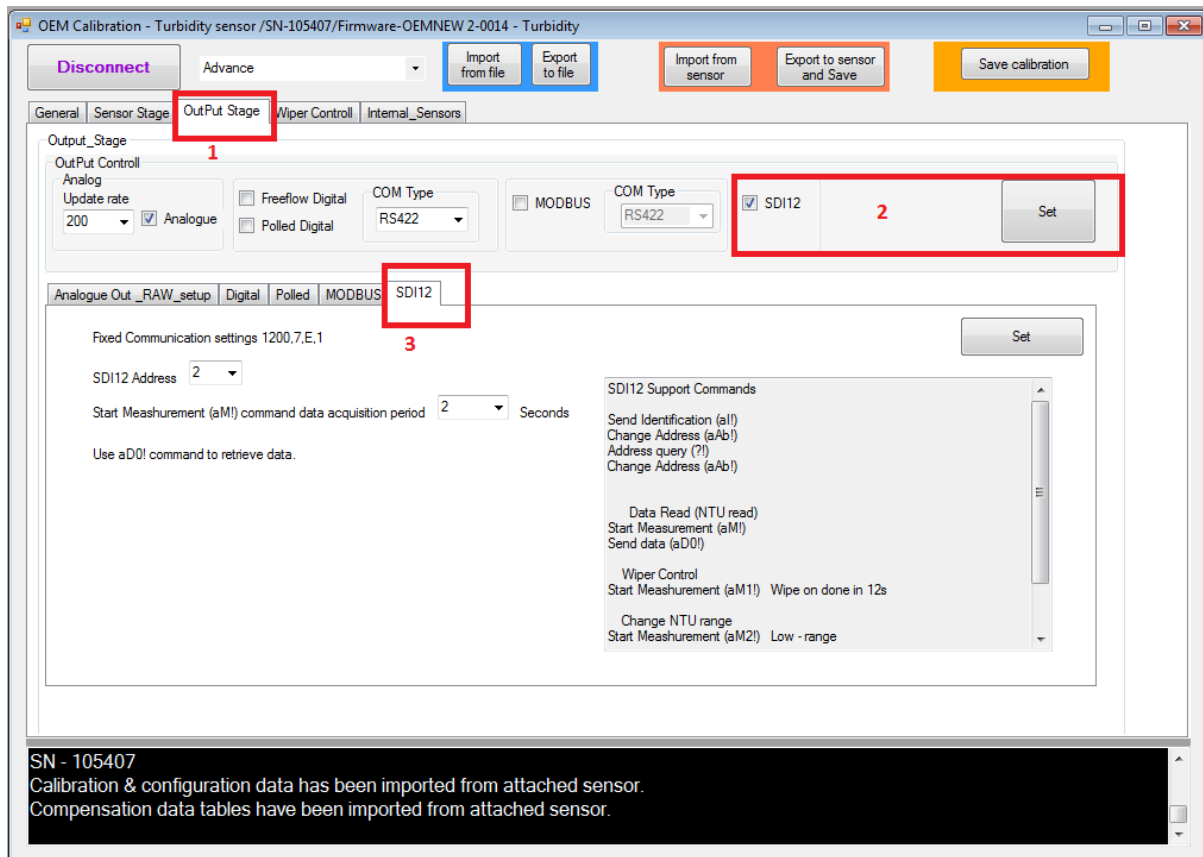 OEM Calibration - Turbidity sensor /SN-105407/Firmware-OEMNEW 2-0014 - Turbidity
Disconnect
Advance
Import from file
Export to file
Import from sensor
Export to sensor and Save
Save calibration
General
Sensor Stage
OutPut Stage
Wiper Controll
Internal_Sensors
1
Output_Stage
OutPut Controll
Analog
Update rate
200
Analogue
Freeflow Digital
Polled Digital
COM Type
RS422
MODBUS
COM Type
RS422
SDI12
2
Set
Analogue Out _RAW_setup
Digital
Polled
MODBUS
SDI12
3
Fixed Communication settings 1200,7,E,1
Set
SDI12 Address
2
Start Meashurement (aM!) command data acquisition period
2
Seconds
Use aD0! command to retrieve data.
SDI12 Support Commands
Send Identification (aI!)
Change Address (aAb!)
Address query (?!)
Change Address (aAb!)
Data Read (NTU read)
Start Measurement (aM!)
Send data (aD0!)
Wiper Control
Start Meashurement (aM1!) Wipe on done in 12s
Change NTU range
Start Meashurement (aM2!) Low - range
SN - 105407
Calibration & configuration data has been imported from attached sensor.
Compensation data tables have been imported from attached sensor.